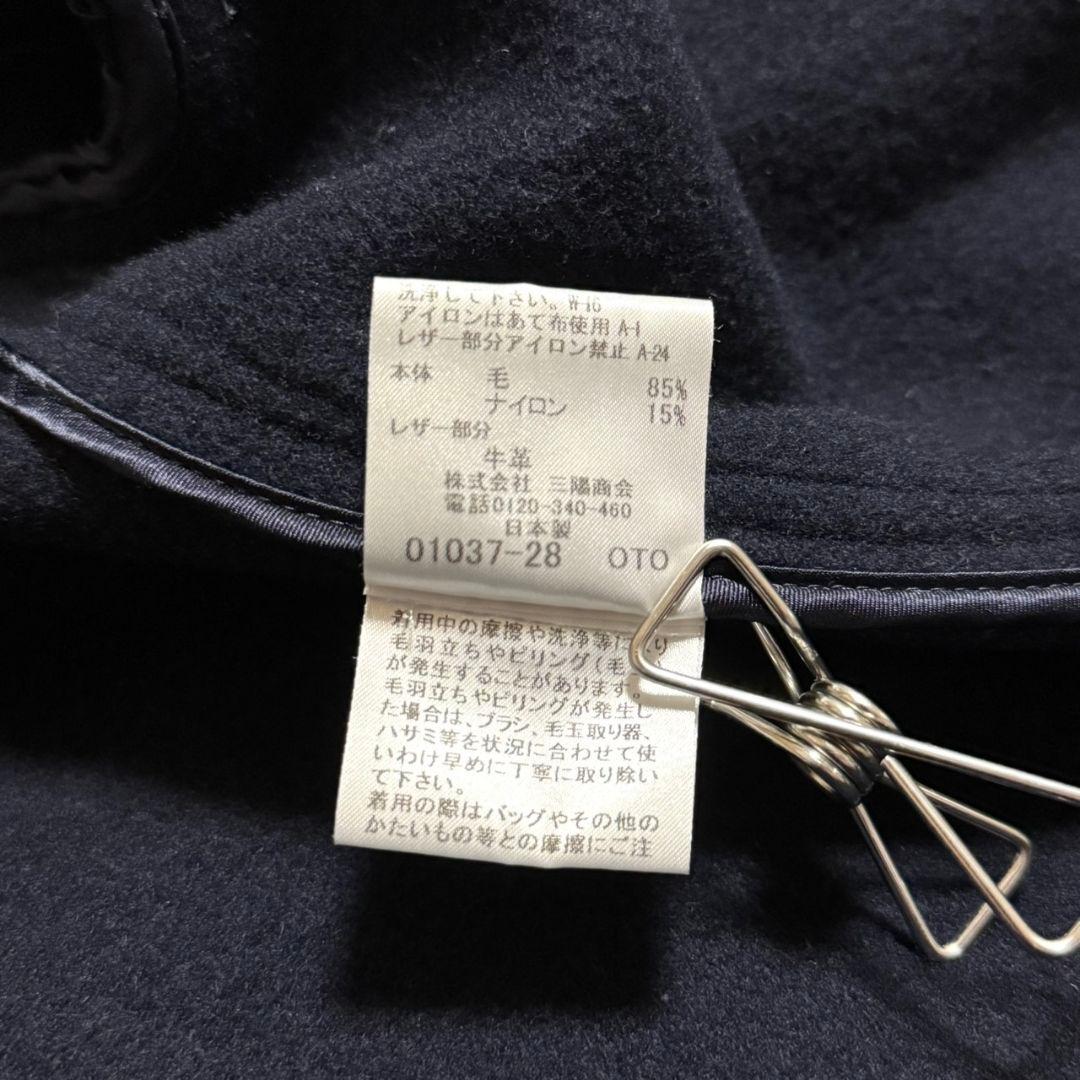 洗浄して下さい。W-16
アイロンはあて布使用 A-1
レザー部分アイロン禁止 A-24
本体 毛 85%
ナイロン 15%
レザー部分
牛革
株式会社 三陽商会
電話0120-340-460
日本製
01037-28 OTO
着用中の摩擦や洗浄等に り
毛羽立ちやピリング(毛
が発生することがあります。
毛羽立ちやピリングが発生し
た場合は、ブラシ、毛玉取り器、
ハサミ等を状況に合わせて使
いわけ早めに丁寧に取り除い
て下さい。
着用の際はバッグやその他の
かたいもの等との摩擦にご注